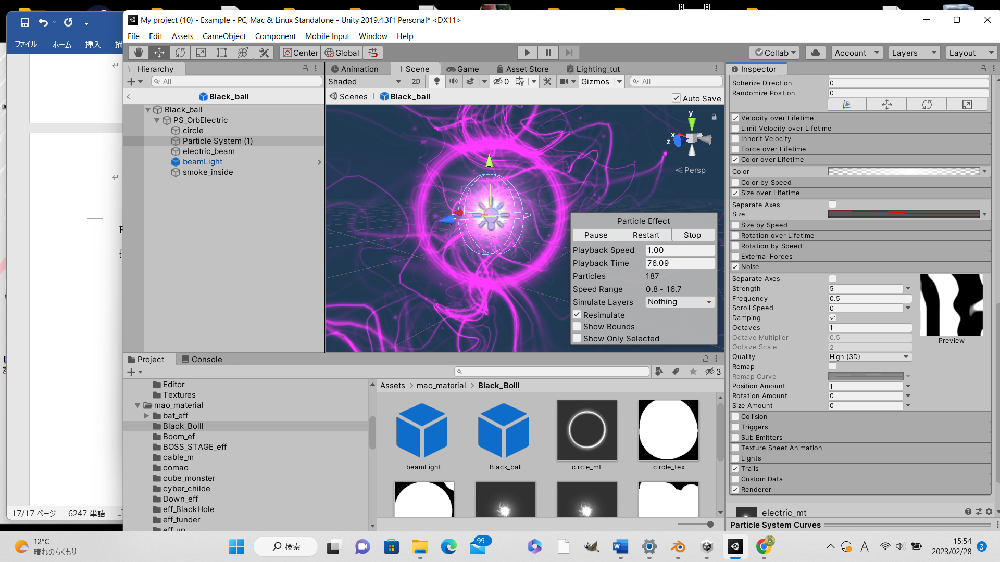 My project (10) - Example - PC, Mac & Linux Standalone - Unity 2019.4.3f1 Personal* <DX11>
ファイル ホーム 挿入 描
File Edit Assets GameObject Component Mobile Input Window Help
Center Global Collab Account Layers Layout
Hierarchy
All
Black_ball
Black_ball
PS_OrbElectric
circle
Particle System (1)
electric_beam
beamLight
smoke_inside
Animation Scene Game Asset Store Lighting_tut
Shaded 2D 0 Gizmos All
Scenes Black_ball Auto Save
y
x
z
Persp
Particle Effect
Pause Restart Stop
Playback Speed 1.00
Playback Time 76.09
Particles 187
Speed Range 0.8 - 16.7
Simulate Layers Nothing
Resimulate
Show Bounds
Show Only Selected
Inspector
Spherize Direction 0
Randomize Position 0
Velocity over Lifetime
Limit Velocity over Lifetime
Inherit Velocity
Force over Lifetime
Color over Lifetime
Color
Color by Speed
Size over Lifetime
Separate Axes
Size
Size by Speed
Rotation over Lifetime
Rotation by Speed
External Forces
Noise
Separate Axes
Strength 5
Frequency 0.5
Scroll Speed 0
Damping
Octaves 1
Octave Multiplier 0.5
Octave Scale 2
Quality High (3D)
Remap
Remap Curve
Position Amount 1
Rotation Amount 0
Size Amount 0
Preview
Collision
Triggers
Sub Emitters
Texture Sheet Animation
Lights
Trails
Custom Data
Renderer
electric_mt
Particle System Curves
Project Console
3
Editor
Textures
mao_material
bat_eff
Black_Bolll
Boom_ef
BOSS_STAGE_eff
cable_m
comao
cube_monster
cyber_childe
Down_eff
eff_BlackHole
eff_tunder
eff_up
Assets > mao_material > Black_Bolll
beamLight Black_ball circle_mt circle_tex
17/17 ページ 6247 単語
12°C
晴れのちくもり
検索
99+
A
15:54
2023/02/28
3